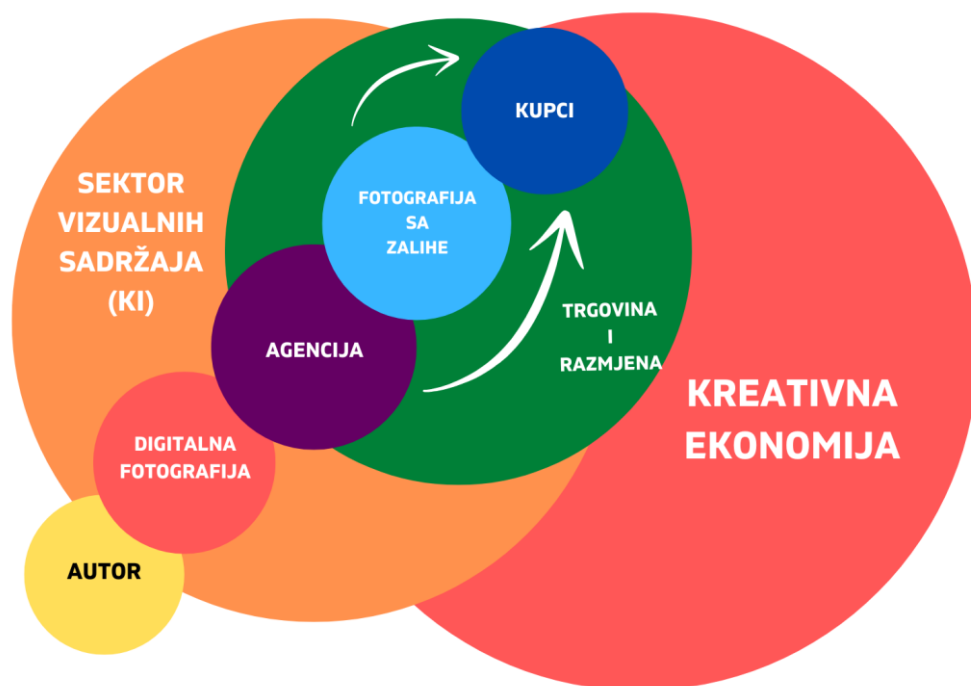 KUPCI
SEKTOR
VIZUALNIH
SADRŽAJA
(KI)
FOTOGRAFIJA
SA
ZALIHE
AGENCIJA
TRGOVINA
I
RAZMJENA
KREATIVNA
EKONOMIJA
DIGITALNA
FOTOGRAFIJA
AUTOR